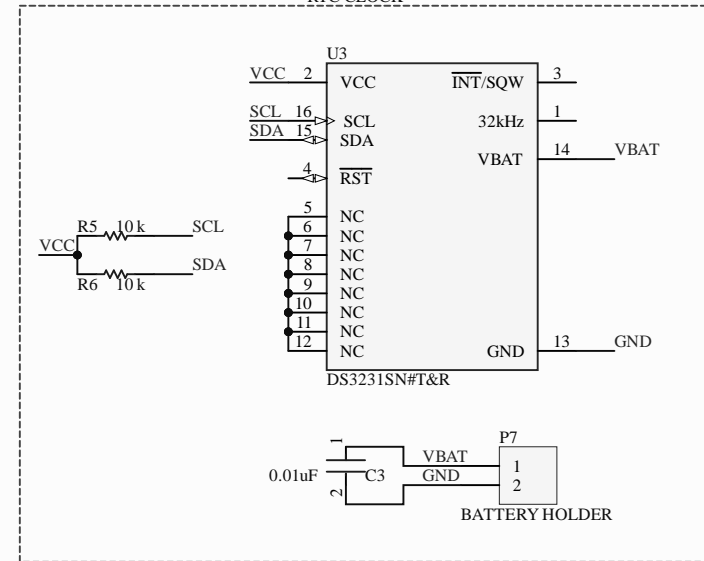 RTC CLOCK
U3
VCC 2 VCC INT/SQW 3
SCL 16 SCL 32kHz 1
SDA 15 SDA
VBAT 14 VBAT
4 RST
5 NC
R5 10 k SCL
6 NC
VCC
7 NC
8 NC
R6 10 k SDA
9 NC
10 NC
11 NC
12 NC GND 13 GND
DS3231SN#T&R
P7
1 VBAT 1
0.01uF C3 GND 2
2
BATTERY HOLDER